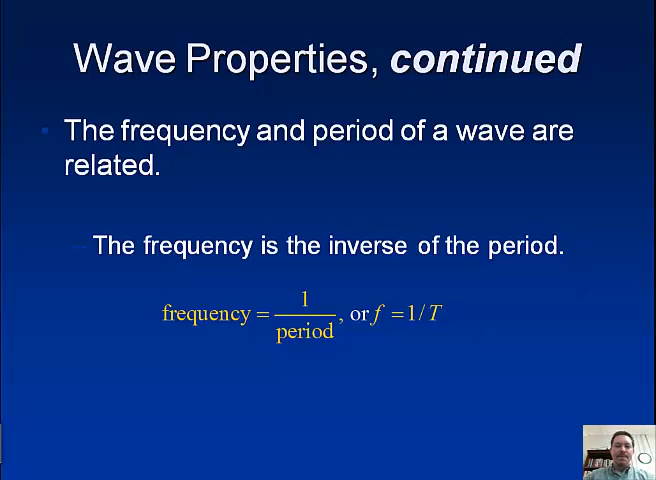 Wave Properties, continued
• The frequency and period of a wave are
related.
– The frequency is the inverse of the period.
frequency = 1/period, or f = 1/T